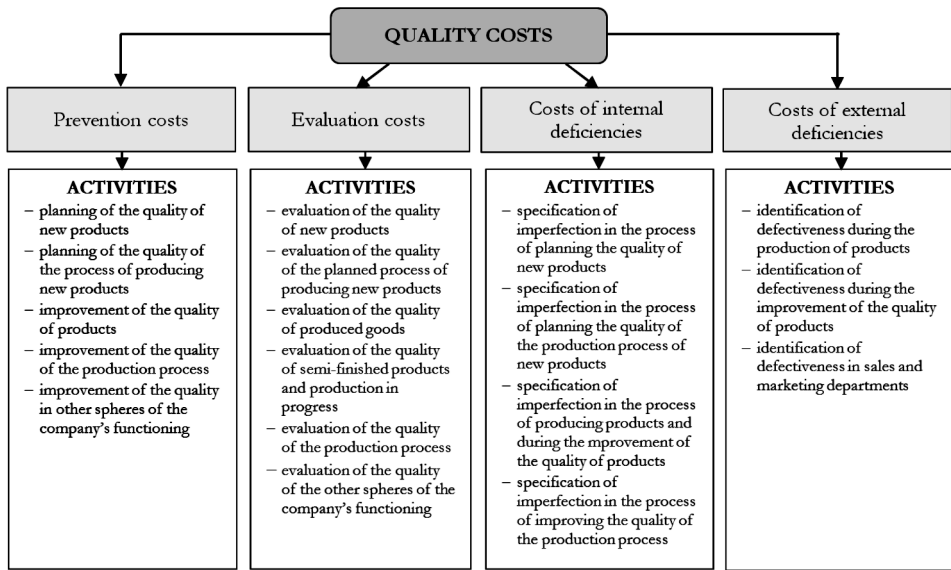 QUALITY COSTS
Prevention costs
Evaluation costs
Costs of internal
deficiencies
Costs of external
deficiencies
ACTIVITIES
– planning of the quality of
new products
– planning of the quality of
the process of producing
new products
– improvement of the quality
of products
– improvement of the quality
of the production process
– improvement of the quality
in other spheres of the
company's functioning
ACTIVITIES
– evaluation of the quality
of new products
– evaluation of the quality
of the planned process of
producing new products
– evaluation of the quality
of produced goods
– evaluation of the quality
of semi-finished products
and production in
progress
– evaluation of the quality
of the production process
– evaluation of the quality
of the other spheres of the
company's functioning
ACTIVITIES
– specification of
imperfection in the process
of planning the quality of
new products
– specification of
imperfection in the process
of planning the quality of
the production process of
new products
– specification of
imperfection in the process
of producing products and
during the mprovement of
the quality of products
– specification of
imperfection in the process
of improving the quality of
the production process
ACTIVITIES
– identification of
defectiveness during the
production of products
– identification of
defectiveness during the
improvement of the quality
of products
– identification of
defectiveness in sales and
marketing departments